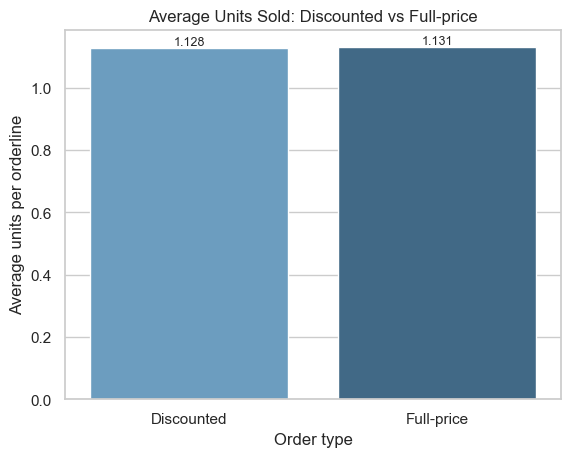 Average Units Sold: Discounted vs Full-price
1.128
1.131
1.0
0.8
0.6
0.4
0.2
0.0
Average units per orderline
Discounted
Full-price
Order type